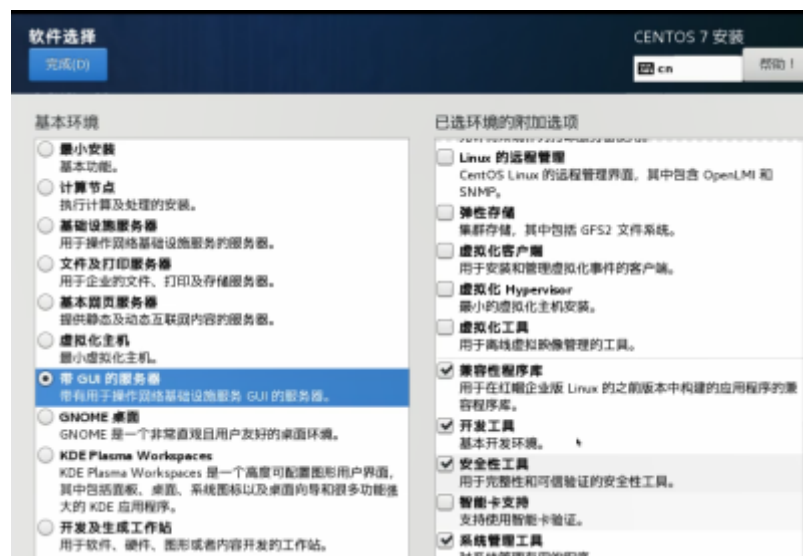 软件选择
CENTOS 7 安装
完成(D)
cn
帮助！
基本环境
已选环境的附加选项
最小安装
基本功能。
计算节点
执行计算及处理的安装。
基础设施服务器
用于操作网络基础设施服务的服务器。
文件及打印服务器
用于企业的文件、打印及存储服务器。
基本网页服务器
提供静态及动态互联网内容的服务器。
虚拟化主机
最小虚拟化主机。
带 GUI 的服务器
带有用于操作网络基础设施服务 GUI 的服务器。
GNOME 桌面
GNOME 是一个非常直观且用户友好的桌面环境。
KDE Plasma Workspaces
KDE Plasma Workspaces 是一个高度可配置图形用户界面，
其中包括面板、桌面、系统图标以及桌面向导和很多功能强
大的 KDE 应用程序。
开发及生成工作站
用于软件、硬件、图形或者内容开发的工作站。
Linux 的远程管理
CentOS Linux 的远程管理界面，其中包含 OpenLMI 和
SNMP。
弹性存储
集群存储，其中包括 GFS2 文件系统。
虚拟化客户端
用于安装和管理虚拟化事件的客户端。
虚拟化 Hypervisor
最小的虚拟化主机安装。
虚拟化工具
用于离线虚拟映像管理的工具。
兼容性程序库
用于在红帽企业版 Linux 的之前版本中构建的应用程序的兼
容程序库。
开发工具
基本开发环境。
安全性工具
用于完整性和可信验证的安全性工具。
智能卡支持
支持使用智能卡验证。
系统管理工具